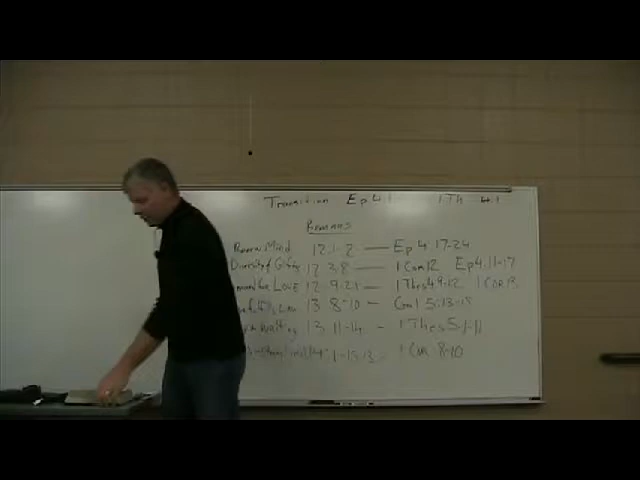 Transition Ep 4.1 1 Th 4.1
Romans
Renew Mind 12.1-2 — Ep 4.17-24
Diversity of Gifts 12 3-8 — 1 Cor 12 Ep 4.11-17
Love 12 9-21 — 1 Thes 4.9-12 1 Cor 13
13 8-10 — Gal 5.13-15
Waiting 13 11-14 — 1 Thes 5.1-11
1-15.13 — 1 Cor 8-10